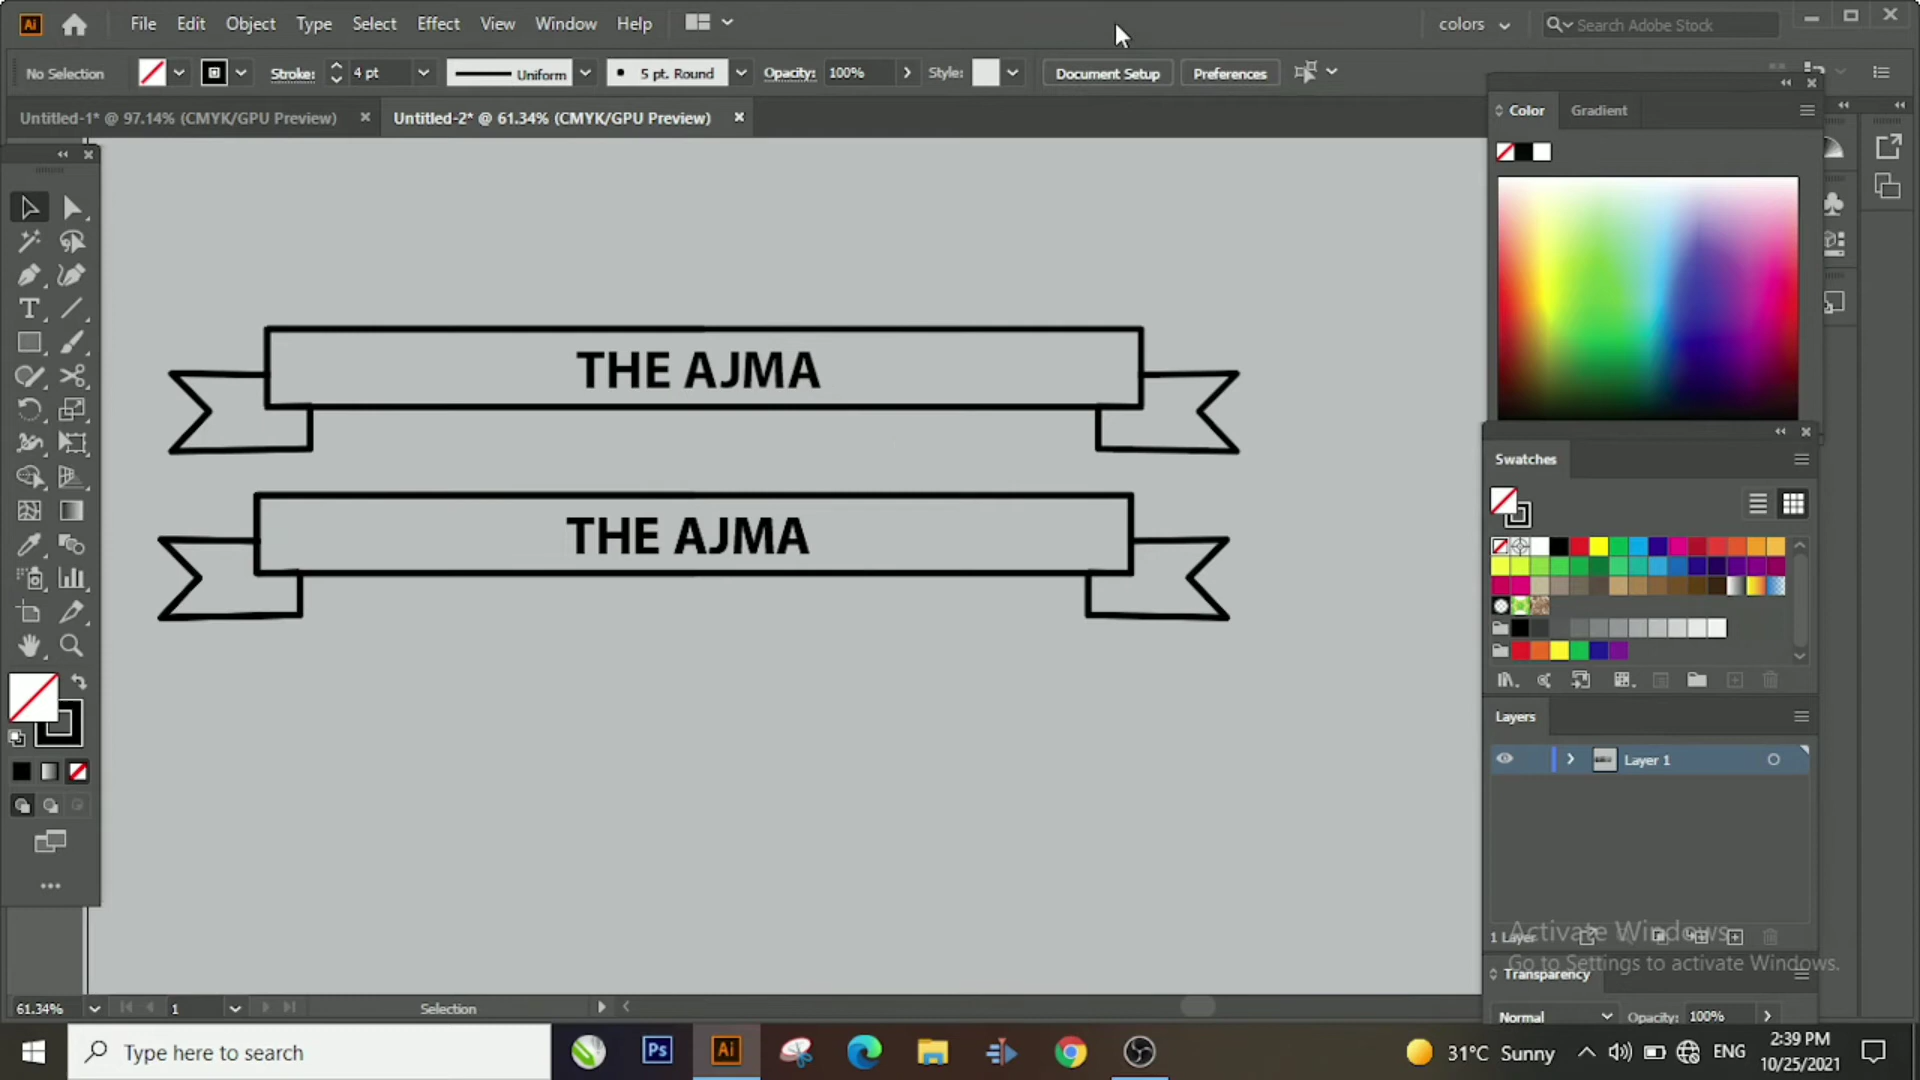 Ai File Edit Object Type Select Effect View Window Help colors Search Adobe Stock
No Selection Stroke: 4 pt Uniform 5 pt. Round Opacity: 100% Style: Document Setup Preferences
Untitled-1* @ 97.14% (CMYK/GPU Preview) Untitled-2* @ 61.34% (CMYK/GPU Preview)
Color Gradient
THE AJMA
Swatches
THE AJMA
Layers
Layer 1
1 Layer
Activate Windows
Go to Settings to activate Windows.
Transparency
61.34% 1 Selection
Normal Opacity: 100%
Type here to search Ps Ai 31°C Sunny ENG
2:39 PM
10/25/2021